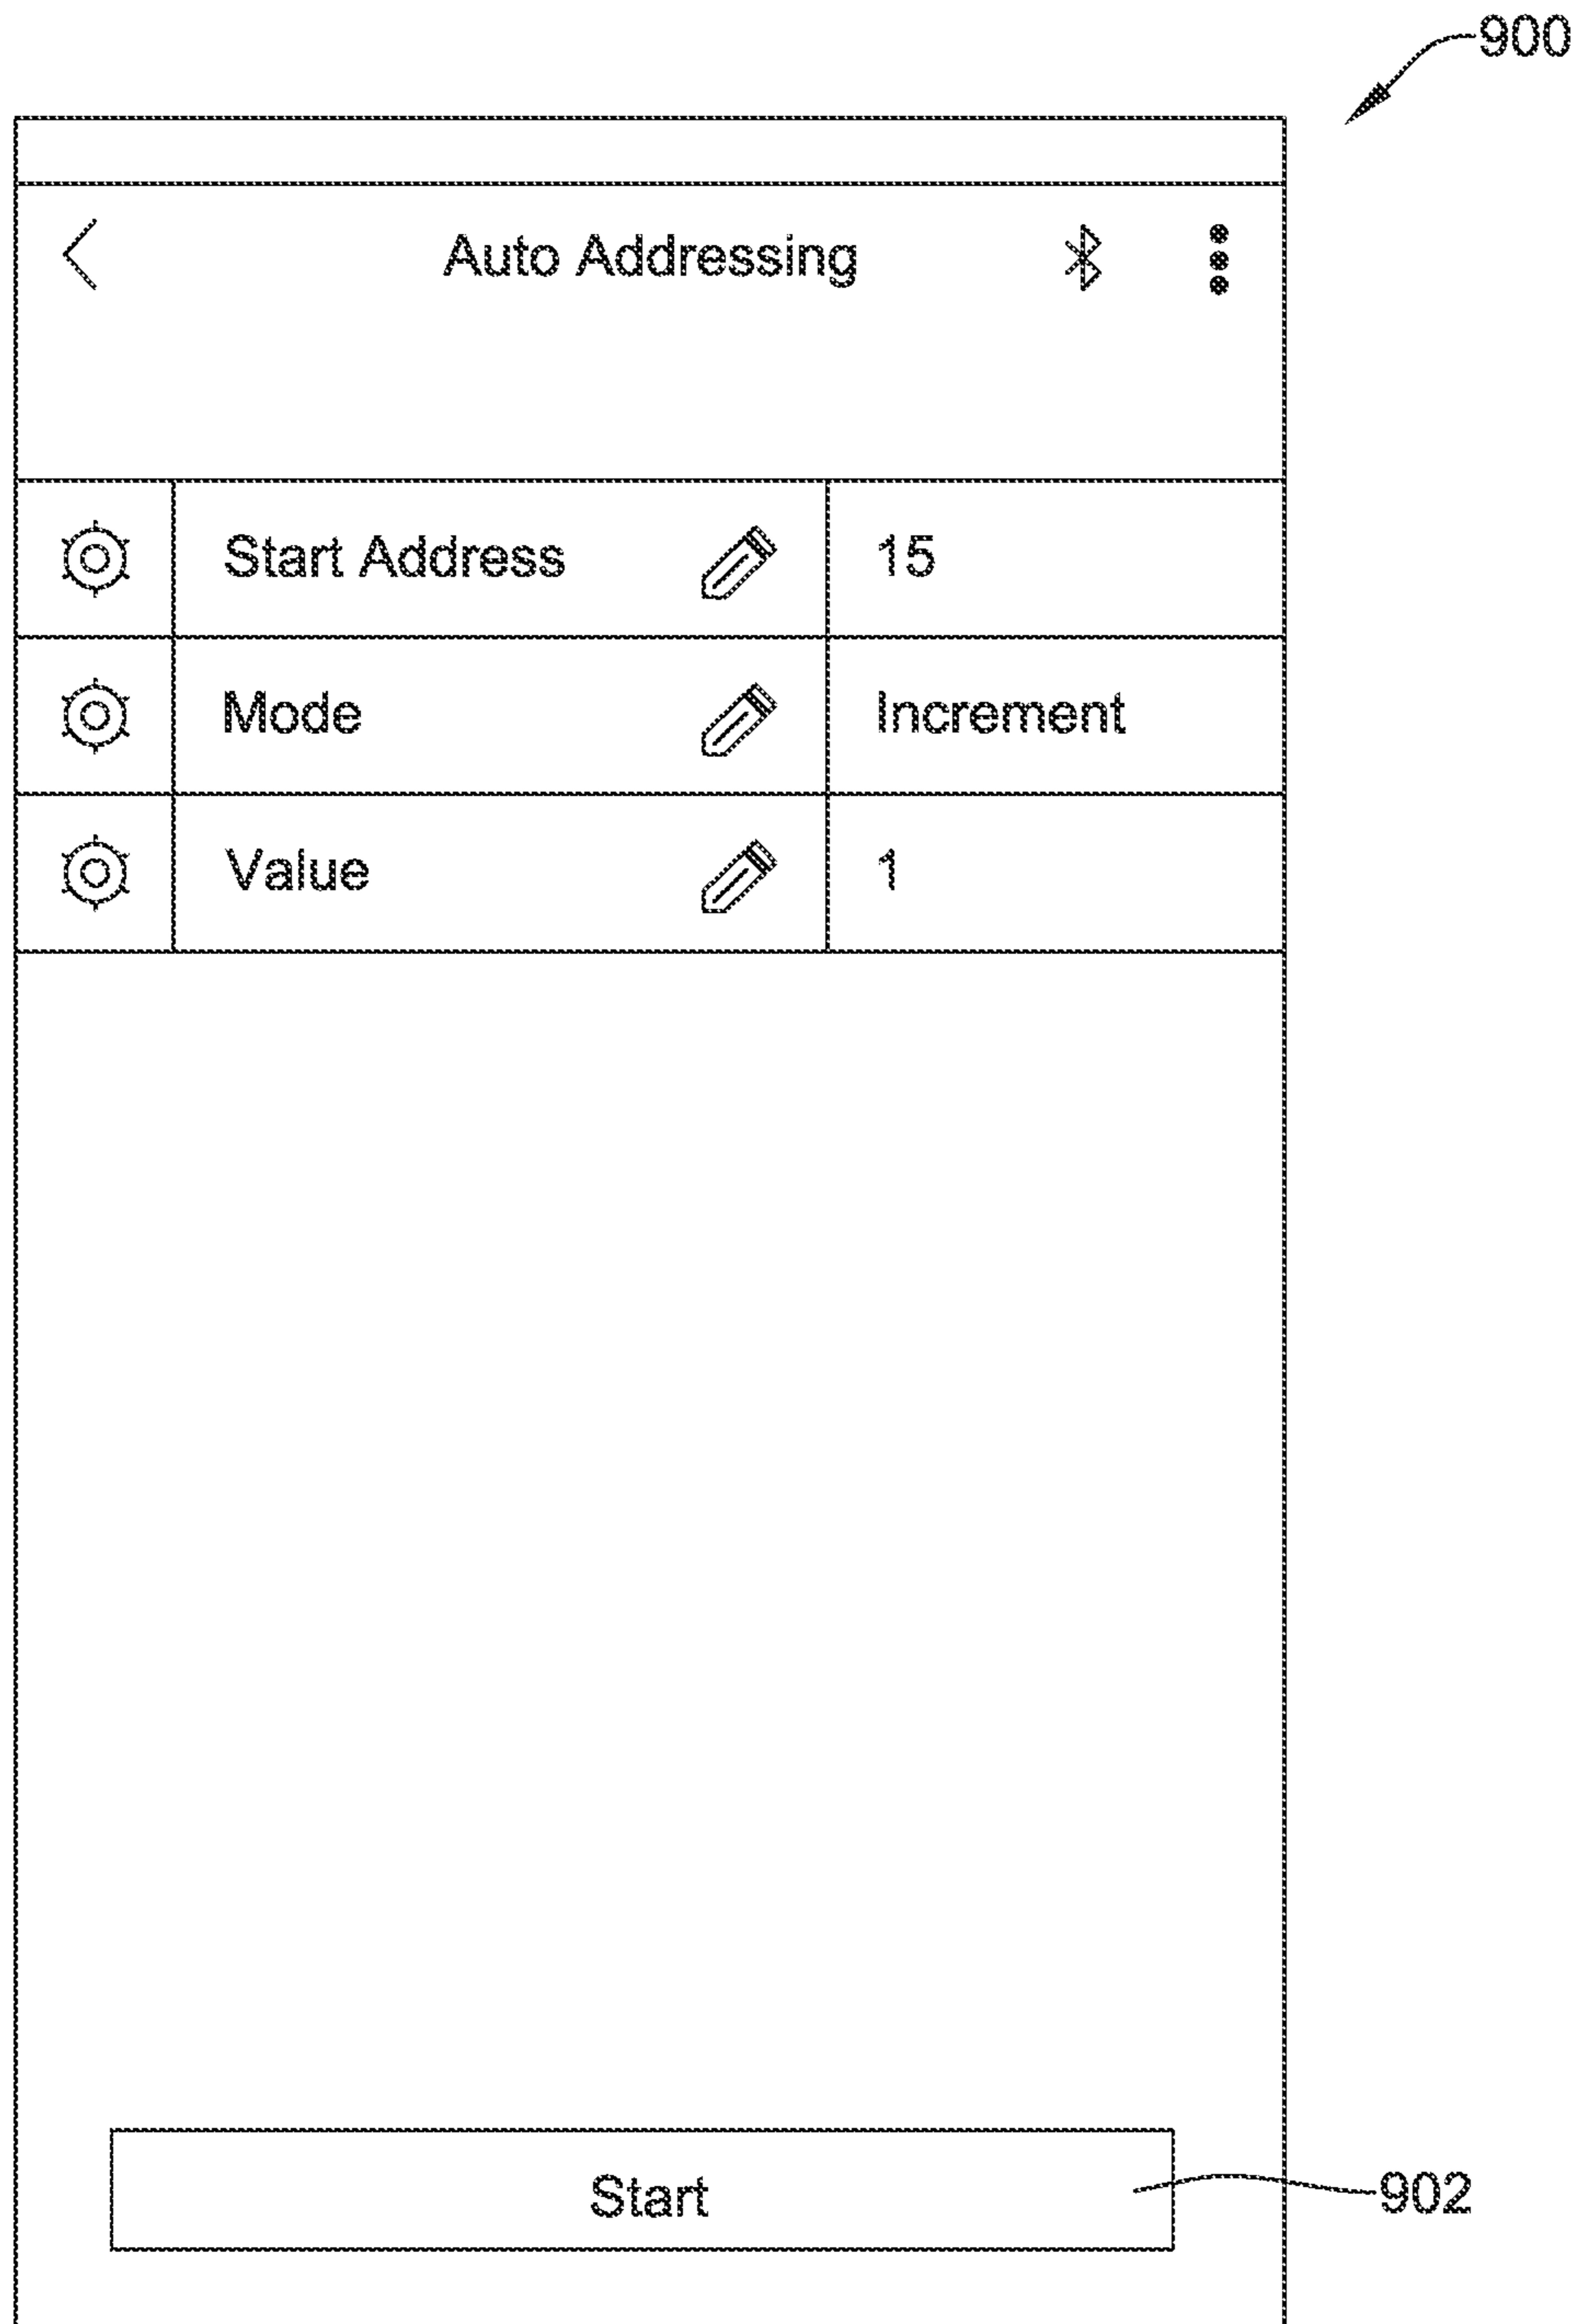 900
Auto Addressing
Start Address 15
Mode Increment
Value 1
Start
902